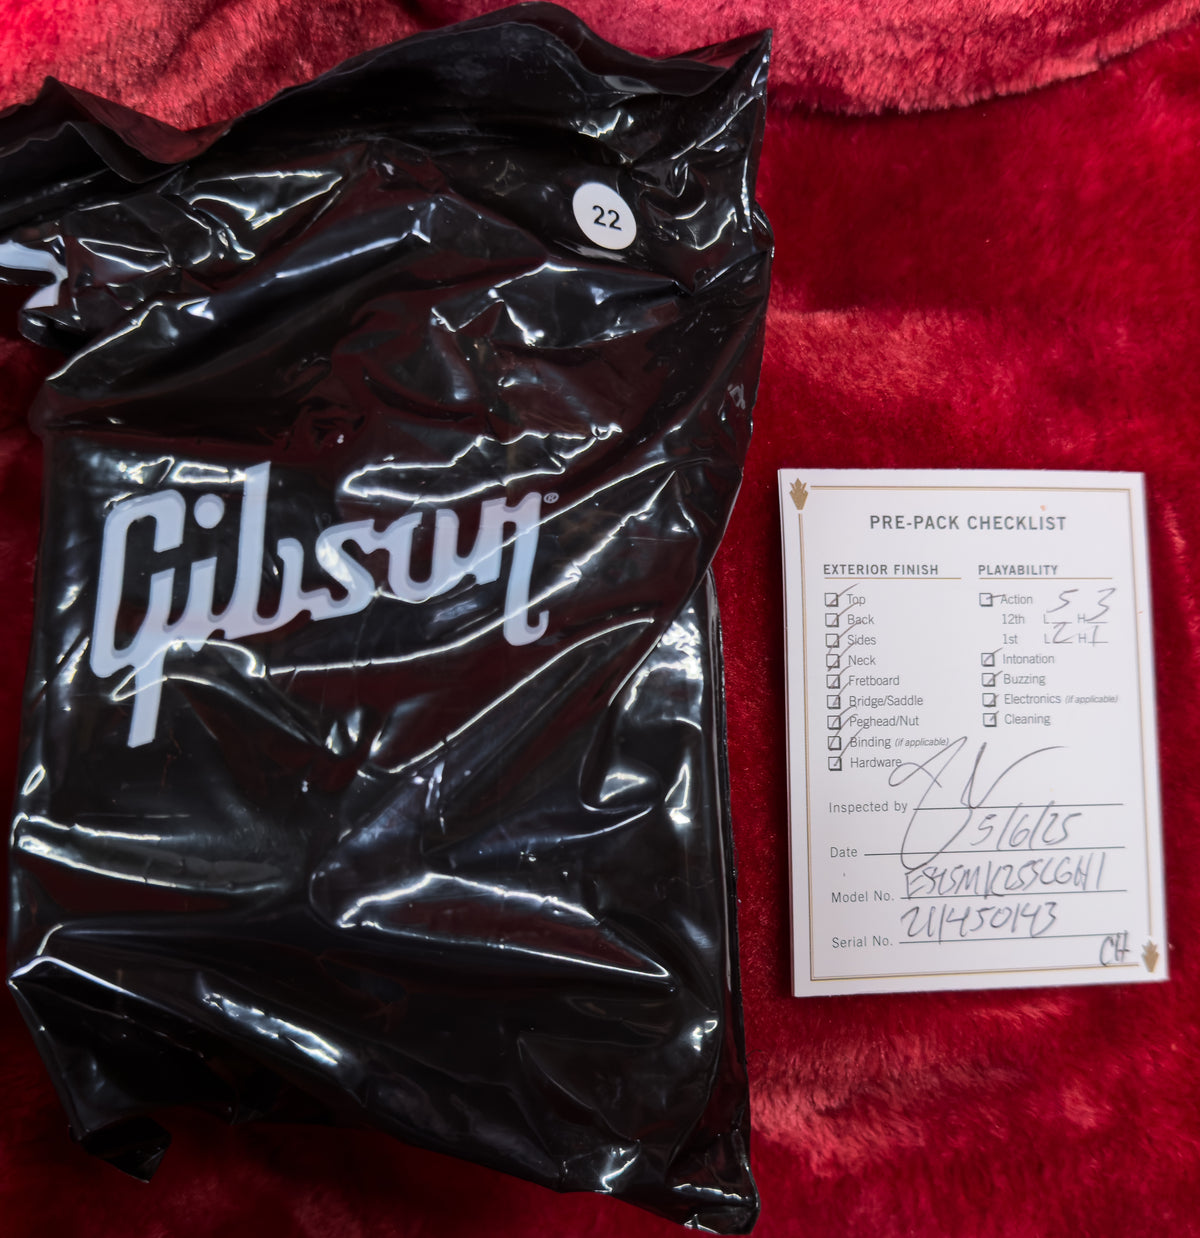 22
Gibson®
PRE-PACK CHECKLIST
EXTERIOR FINISH
Top
Back
Sides
Neck
Fretboard
Bridge/Saddle
Peghead/Nut
Binding (if applicable)
Hardware
PLAYABILITY
Action 5 3
12th L H
1st L 2 H 1
Intonation
Buzzing
Electronics (if applicable)
Cleaning
Inspected by
Date 5/6/25
Model No.
Serial No. 211450143
CH